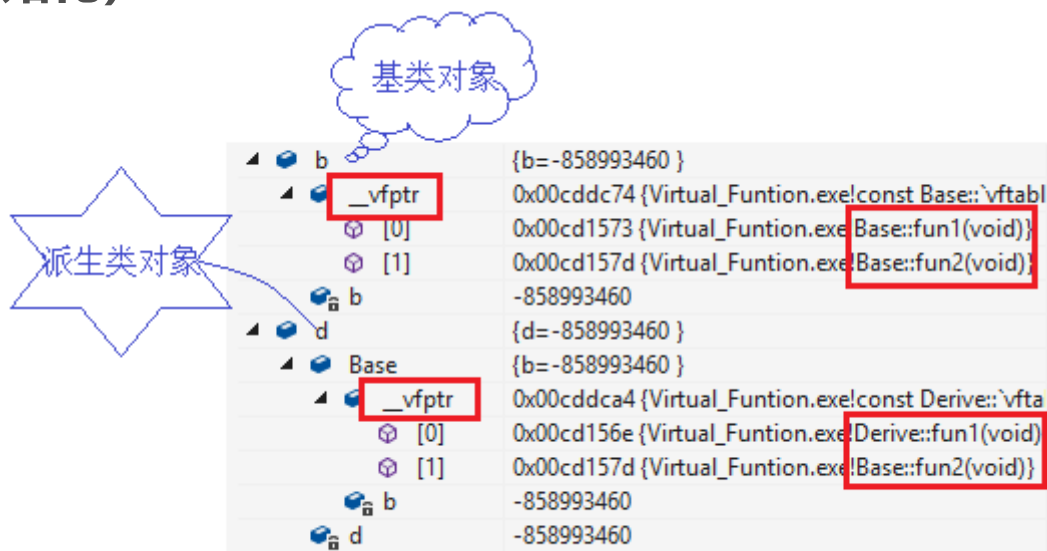 基类对象
派生类对象
b {b=-858993460 }
__vfptr 0x00cddc74 {Virtual_Funtion.exe!const Base::`vftabl
[0] 0x00cd1573 {Virtual_Funtion.exe!Base::fun1(void)}
[1] 0x00cd157d {Virtual_Funtion.exe!Base::fun2(void)}
b -858993460
d {d=-858993460 }
Base {b=-858993460 }
__vfptr 0x00cddca4 {Virtual_Funtion.exe!const Derive::`vfta
[0] 0x00cd156e {Virtual_Funtion.exe!Derive::fun1(void)
[1] 0x00cd157d {Virtual_Funtion.exe!Base::fun2(void)}
b -858993460
d -858993460